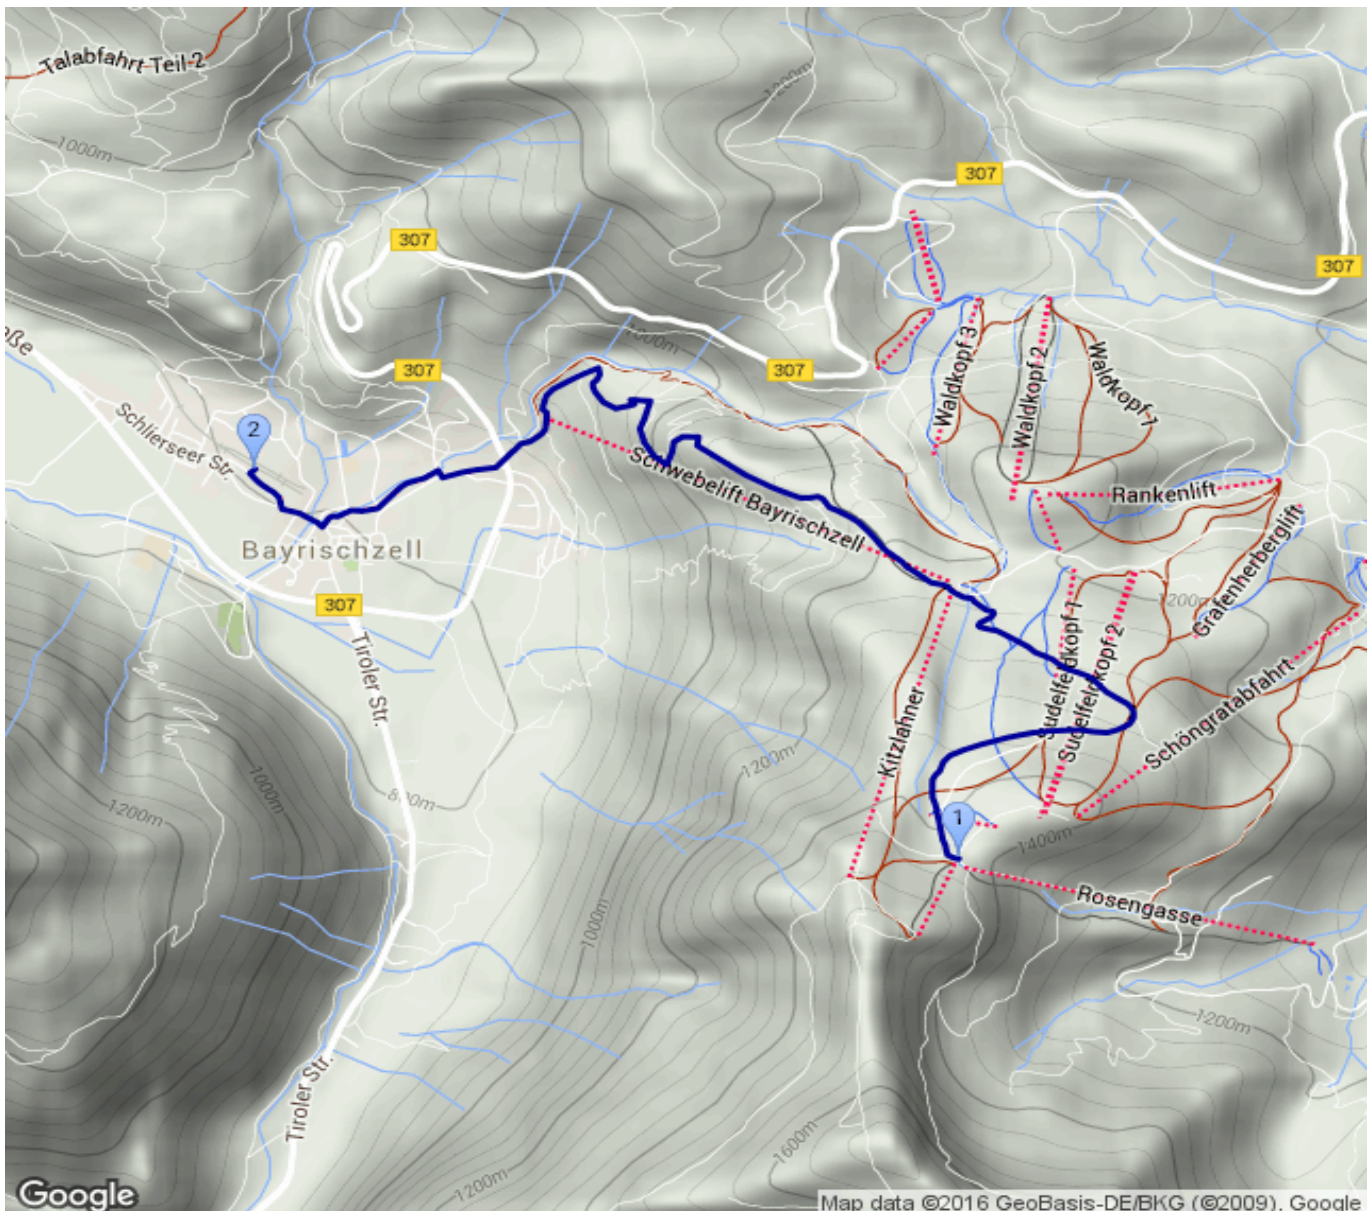 Talabfahrt Teil 2
1200m
1000m
307
307
307
1000m
307
307
Waldkopf 3
Waldkopf 2
Waldkopf 1
Schlierseer Str.
2
Schwebelift Bayrischzell
Rankenlift
Bayrischzell
307
Grafenherberglift
1200m
Sudelfeldkopf 1
Sudelfeldkopf 2
Tiroler Str.
Schöngratabfahrt
Kitzlahner
1200m
1000m
1200m
800m
1
1400m
Rosengasse
1000m
1200m
Tiroler Str.
1600m
1200m
Google
Map data ©2016 GeoBasis-DE/BKG (©2009), Google